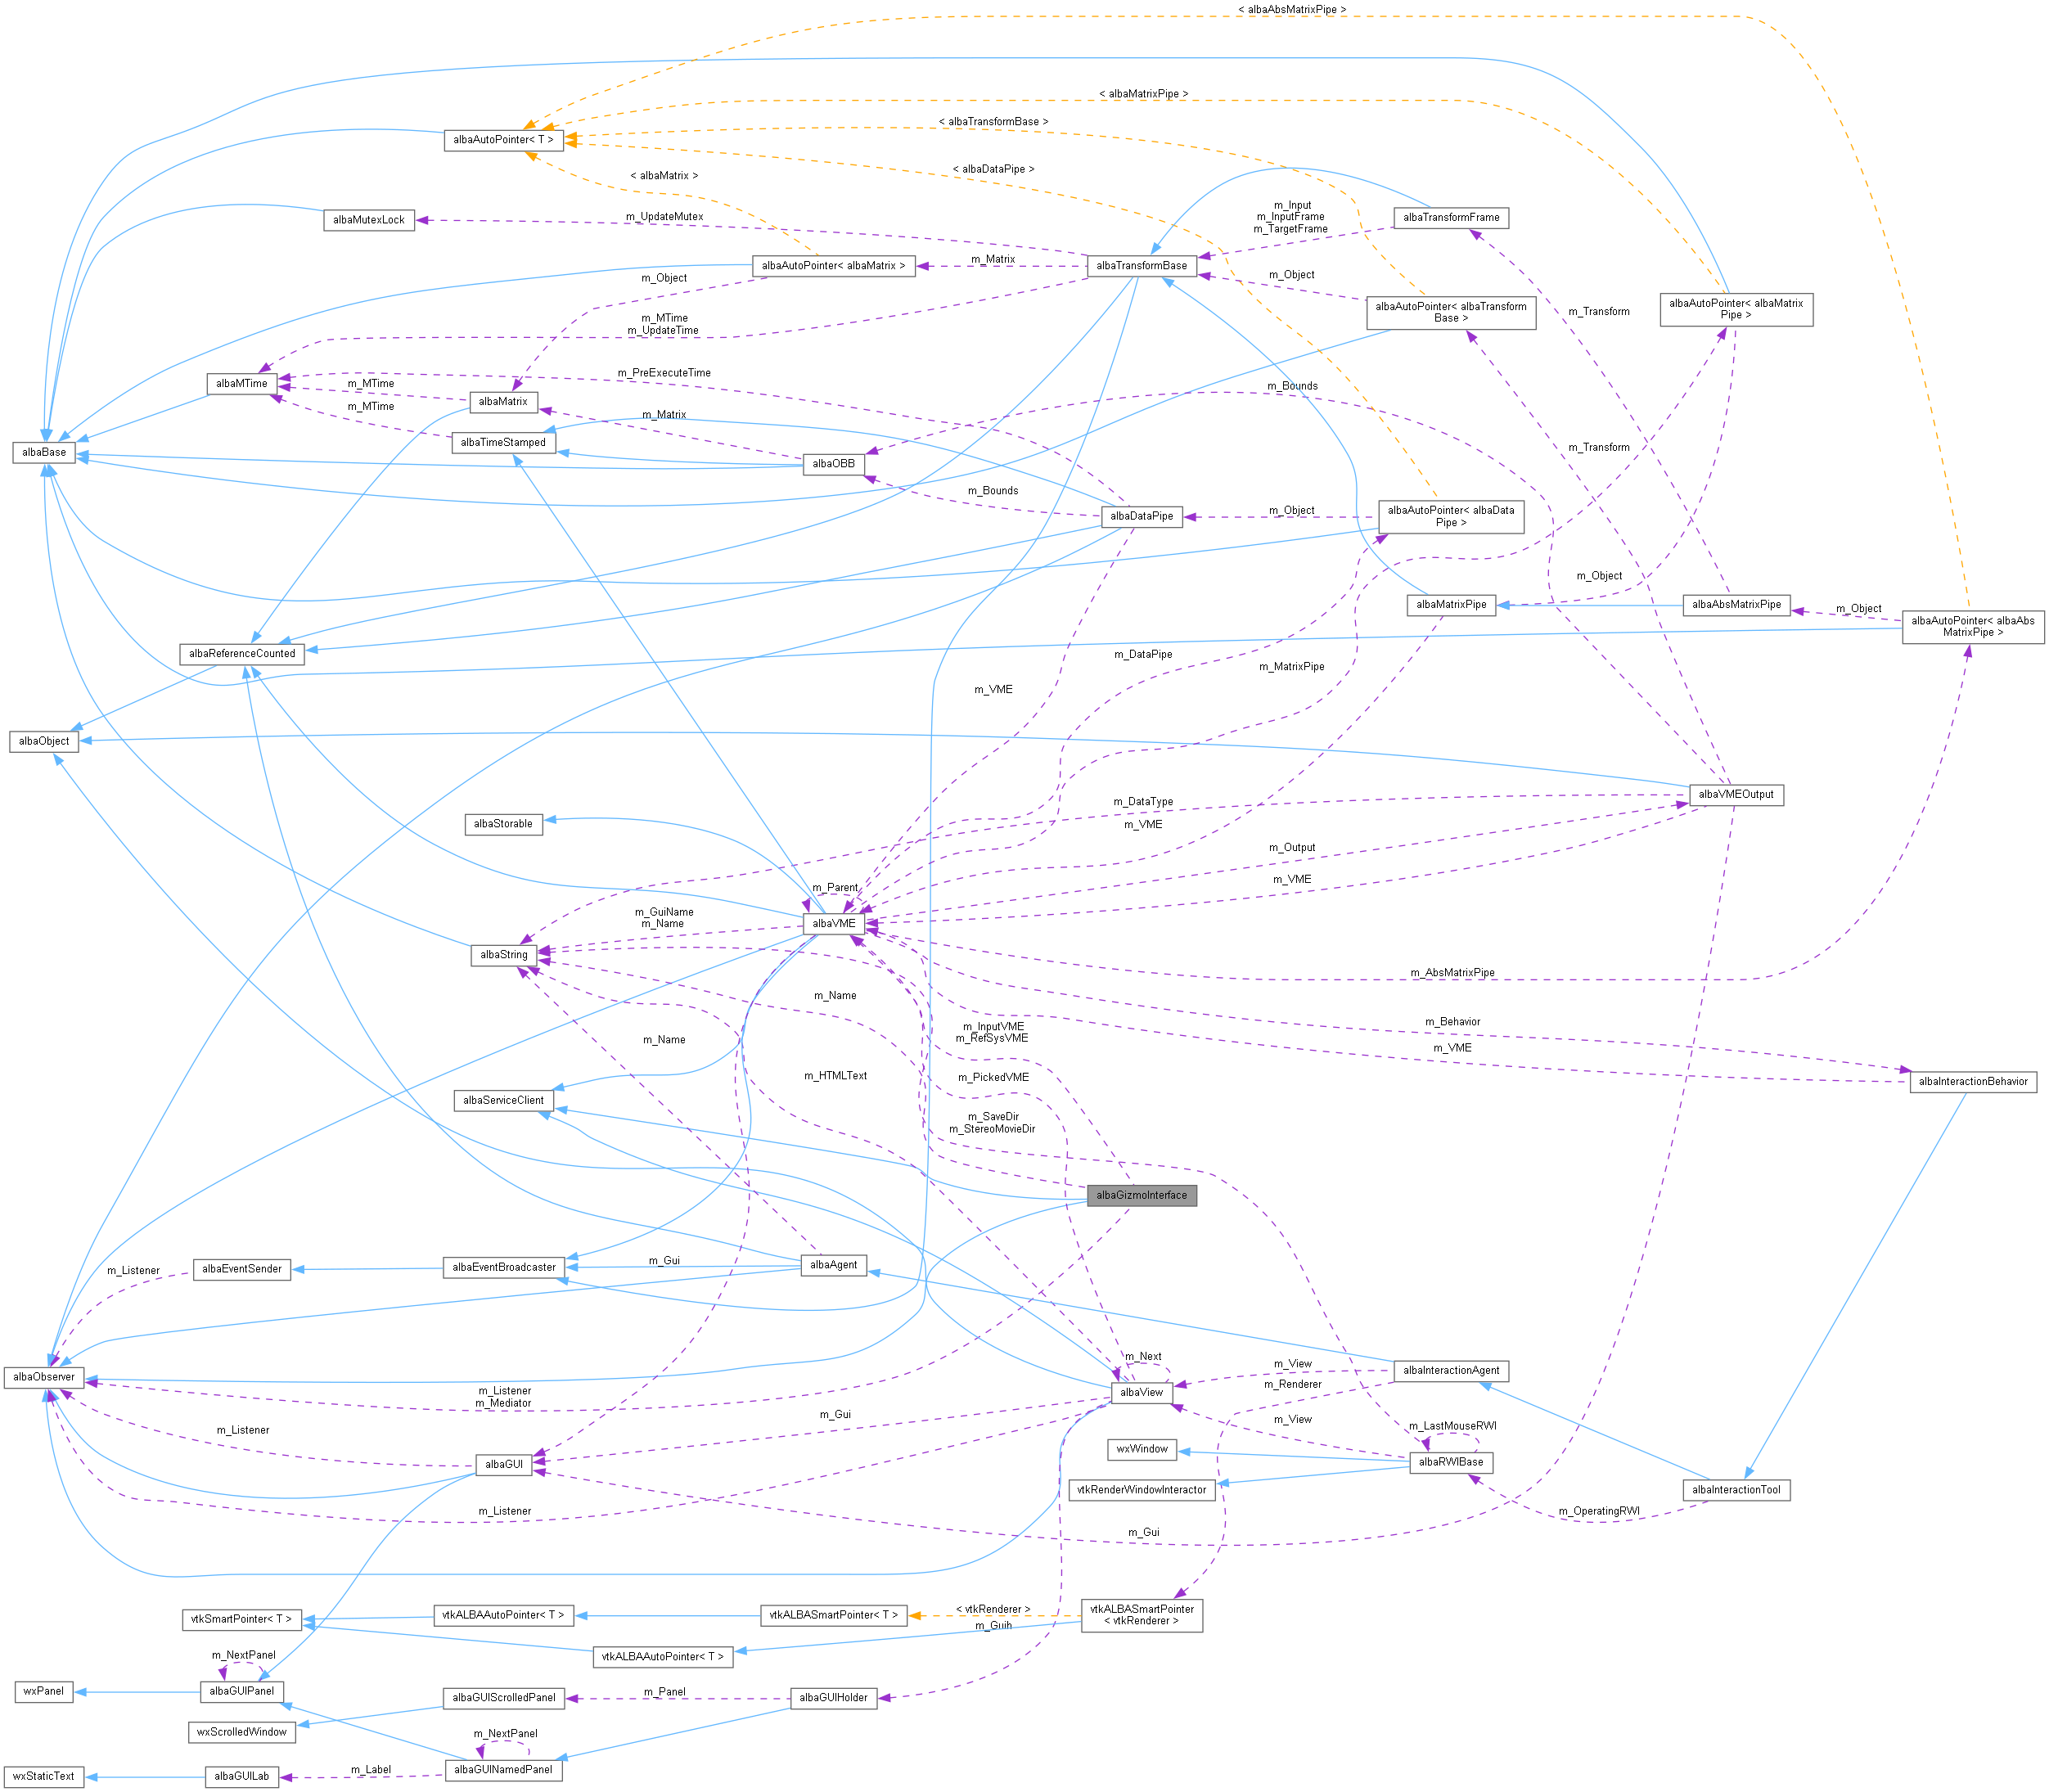 < albaAbsMatrixPipe >
< albaMatrixPipe >
< albaTransformBase >
albaAutoPointer< T >
< albaDataPipe >
< albaMatrix >
m_Input
m_InputFrame
m_TargetFrame
albaTransformFrame
albaMutexLock
m_UpdateMutex
albaAutoPointer< albaMatrix >
m_Matrix
albaTransformBase
m_Object
m_Object
albaAutoPointer< albaTransform
Base >
m_Transform
albaAutoPointer< albaMatrix
Pipe >
m_MTime
m_UpdateTime
albaMTime
m_MTime
m_PreExecuteTime
m_Bounds
albaMatrix
m_MTime
m_Matrix
albaTimeStamped
albaBase
albaOBB
m_Transform
m_Bounds
albaDataPipe
m_Object
albaAutoPointer< albaData
Pipe >
m_Object
albaMatrixPipe
albaAbsMatrixPipe
m_Object
albaAutoPointer< albaAbs
MatrixPipe >
albaReferenceCounted
m_DataPipe
m_MatrixPipe
m_VME
albaObject
albaVMEOutput
m_DataType
albaStorable
m_VME
m_Output
m_VME
m_Parent
m_GuiName
m_Name
albaVME
albaString
m_AbsMatrixPipe
m_Name
m_Behavior
m_InputVME
m_RefSysVME
m_Name
m_VME
m_HTMLText
m_PickedVME
albaInteractionBehavior
albaServiceClient
m_SaveDir
m_StereoMovieDir
albaGizmoInterface
albaEventSender
m_Listener
albaEventBroadcaster
m_Gui
albaAgent
m_Next
m_View
albaInteractionAgent
albaObserver
m_Listener
m_Mediator
albaView
m_Renderer
m_Gui
m_View
m_LastMouseRWI
m_Listener
wxWindow
albaGUI
albaRWIBase
vtkRenderWindowInteractor
albaInteractionTool
m_Listener
m_OperatingRWI
m_Gui
vtkSmartPointer< T >
vtkALBAAutoPointer< T >
vtkALBASmartPointer< T >
< vtkRenderer >
vtkALBASmartPointer
< vtkRenderer >
m_Guih
vtkALBAAutoPointer< T >
m_NextPanel
wxPanel
albaGUIPanel
albaGUIScrolledPanel
m_Panel
albaGUIHolder
wxScrolledWindow
m_NextPanel
wxStaticText
albaGUILab
m_Label
albaGUINamedPanel